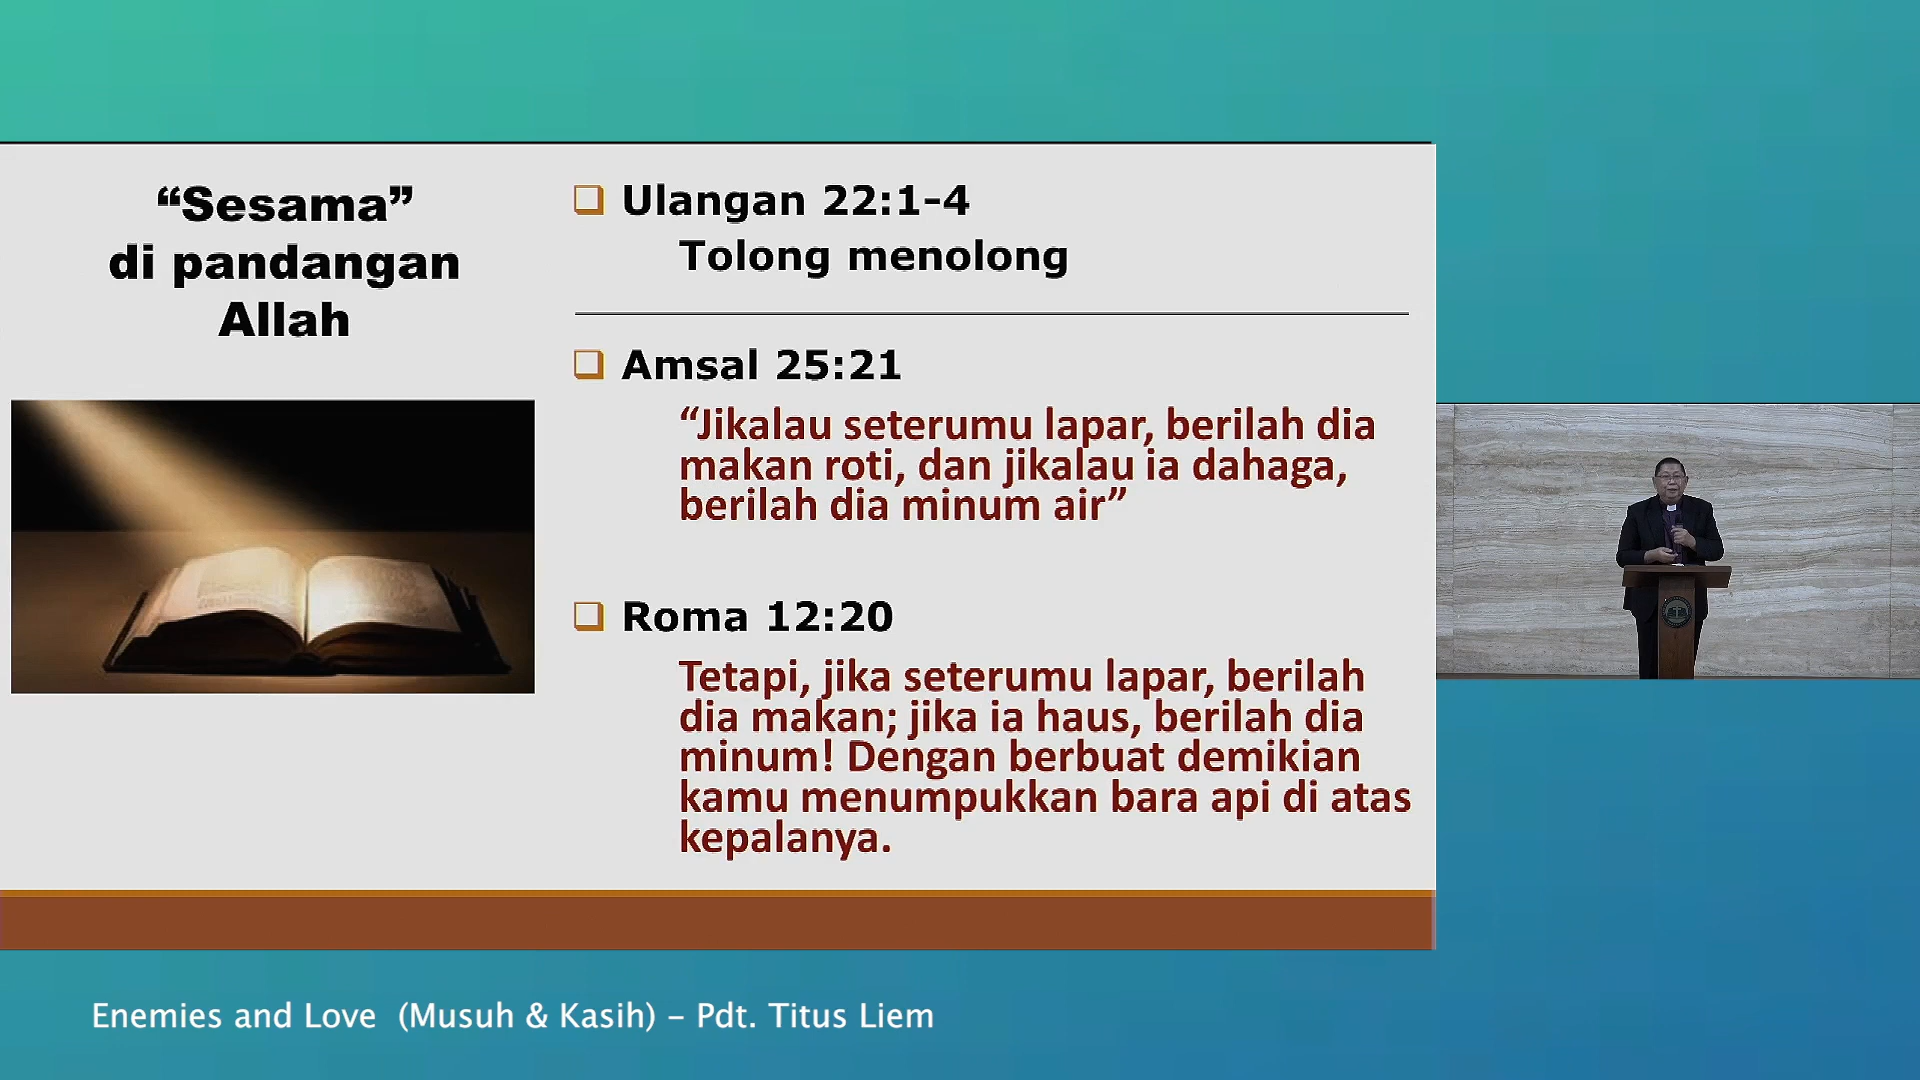 “Sesama”
di pandangan
Allah
Ulangan 22:1-4
Tolong menolong
Amsal 25:21
“Jikalau seterumu lapar, berilah dia
makan roti, dan jikalau ia dahaga,
berilah dia minum air”
Roma 12:20
Tetapi, jika seterumu lapar, berilah
dia makan; jika ia haus, berilah dia
minum! Dengan berbuat demikian
kamu menumpukkan bara api di atas
kepalanya.
Enemies and Love (Musuh & Kasih) – Pdt. Titus Liem